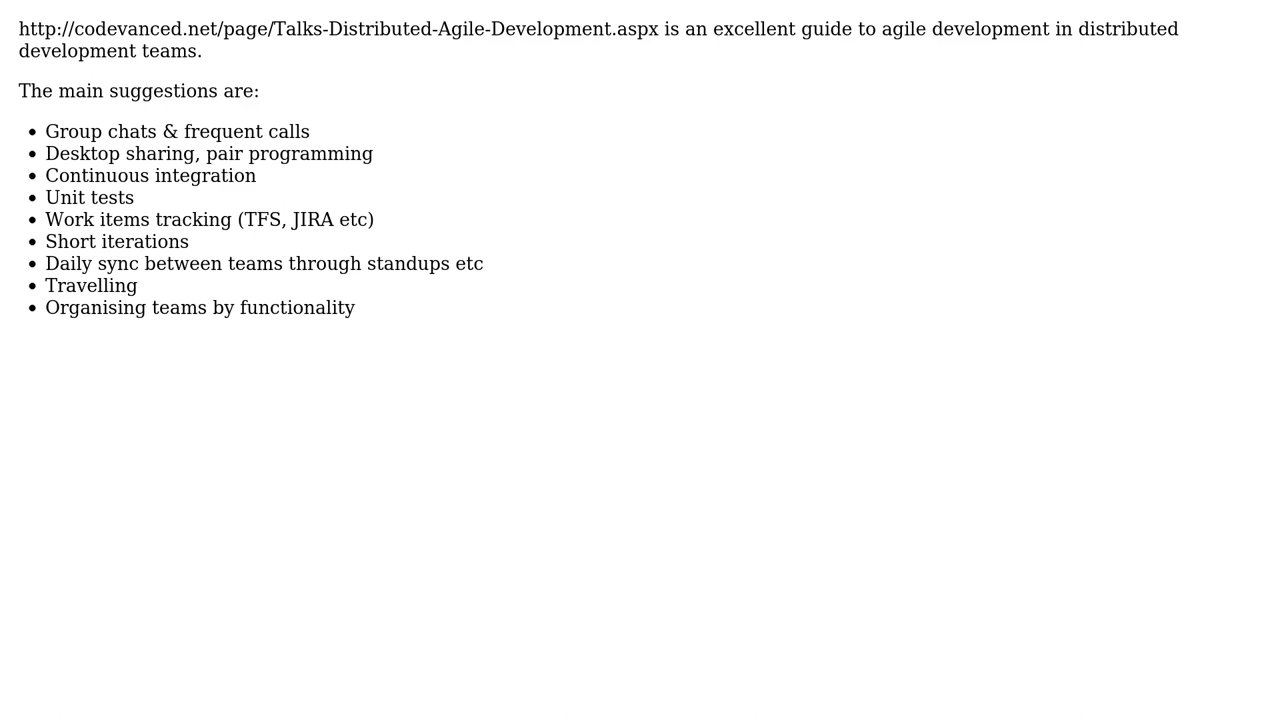 http://codevanced.net/page/Talks-Distributed-Agile-Development.aspx is an excellent guide to agile development in distributed
development teams.
The main suggestions are:
• Group chats & frequent calls
• Desktop sharing, pair programming
• Continuous integration
• Unit tests
• Work items tracking (TFS, JIRA etc)
• Short iterations
• Daily sync between teams through standups etc
• Travelling
• Organising teams by functionality